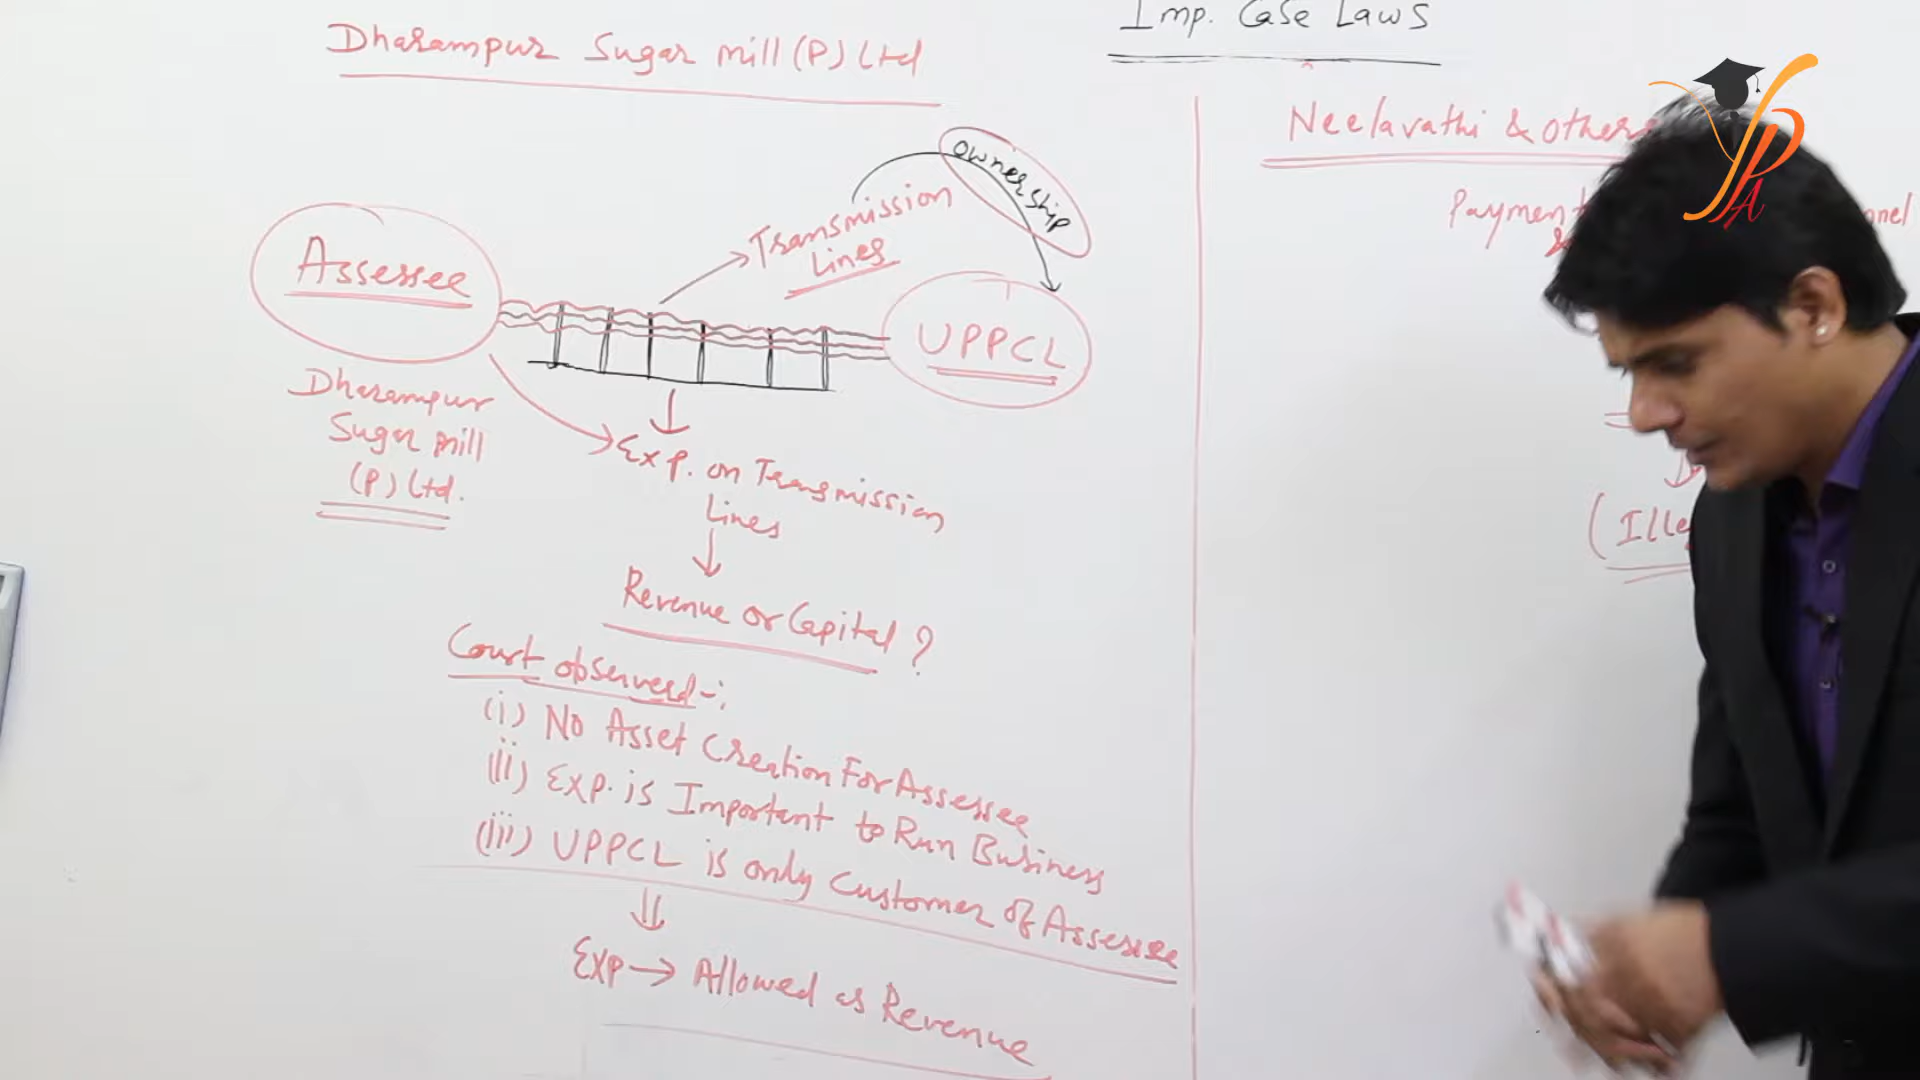 Imp. Case Laws
Dharampur Sugar Mill (P) Ltd
ownership
Transmission
Lines
Assessee
UPPCL
Dharampur
Sugar Mill
(P) Ltd.
Exp. on Transmission
Lines
Revenue or Capital?
Court observed-:
(i) No Asset Creation For Assessee
(ii) Exp. is Important to Run Business
(iii) UPPCL is only Customer of Assessee
Exp → Allowed as Revenue
Neelavathi & Others
Payment
&
(Ille